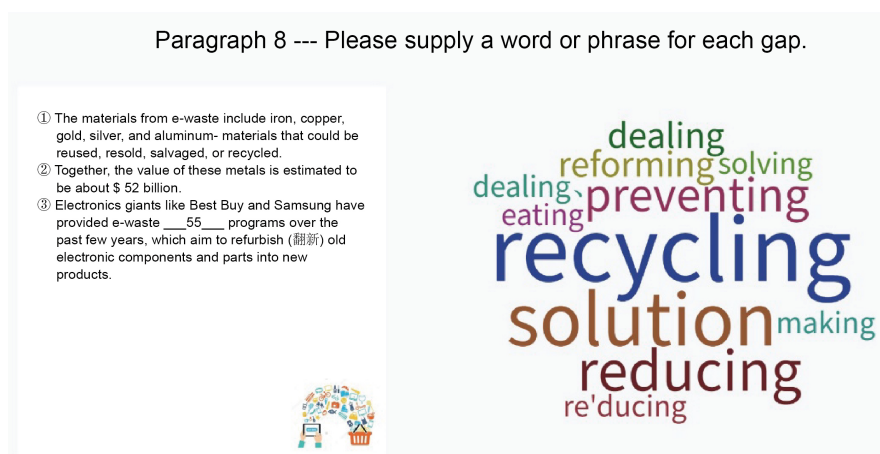 Paragraph 8 --- Please supply a word or phrase for each gap.
① The materials from e-waste include iron, copper,
gold, silver, and aluminum- materials that could be
reused, resold, salvaged, or recycled.
② Together, the value of these metals is estimated to
be about $ 52 billion.
③ Electronics giants like Best Buy and Samsung have
provided e-waste ___55___ programs over the
past few years, which aim to refurbish (翻新) old
electronic components and parts into new
products.
dealing
reforming solving
dealing、preventing
eating
recycling
solution making
reducing
re'ducing